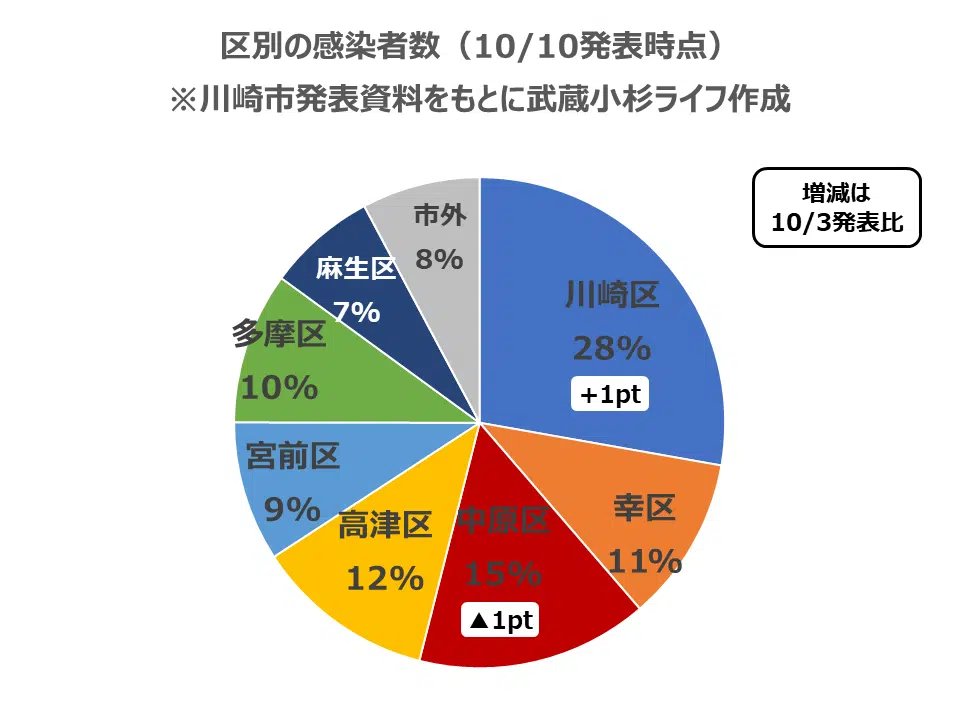 区別の感染者数（10/10発表時点）
※川崎市発表資料をもとに武蔵小杉ライフ作成
増減は
10/3発表比
川崎区
28%
+1pt
幸区
11%
中原区
15%
▲1pt
高津区
12%
宮前区
9%
多摩区
10%
麻生区
7%
市外
8%